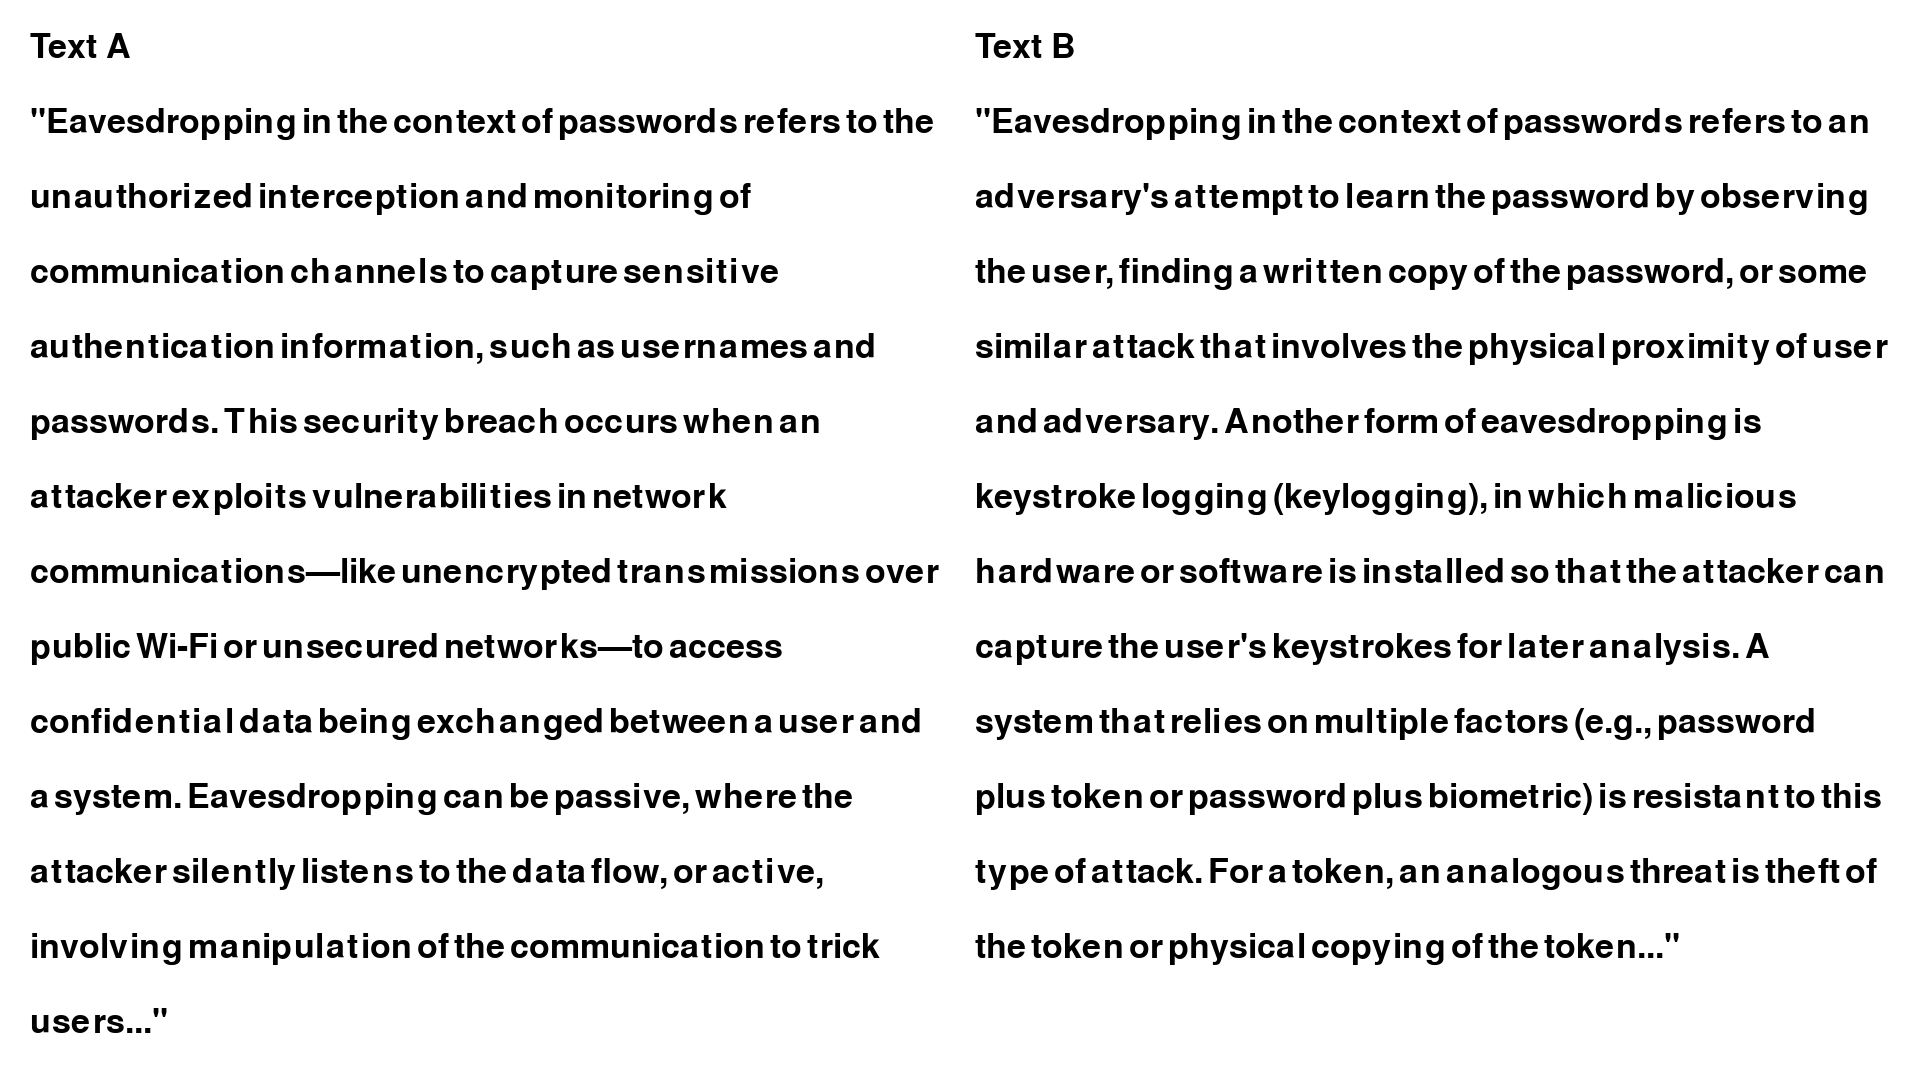 Text A
"Eavesdropping in the context of passwords refers to the
unauthorized interception and monitoring of
communication channels to capture sensitive
authentication information, such as usernames and
passwords. This security breach occurs when an
attacker exploits vulnerabilities in network
communications—like unencrypted transmissions over
public Wi-Fi or unsecured networks—to access
confidential data being exchanged between a user and
a system. Eavesdropping can be passive, where the
attacker silently listens to the data flow, or active,
involving manipulation of the communication to trick
users..."
Text B
"Eavesdropping in the context of passwords refers to an
adversary's attempt to learn the password by observing
the user, finding a written copy of the password, or some
similar attack that involves the physical proximity of user
and adversary. Another form of eavesdropping is
keystroke logging (keylogging), in which malicious
hardware or software is installed so that the attacker can
capture the user's keystrokes for later analysis. A
system that relies on multiple factors (e.g., password
plus token or password plus biometric) is resistant to this
type of attack. For a token, an analogous threat is theft of
the token or physical copying of the token..."